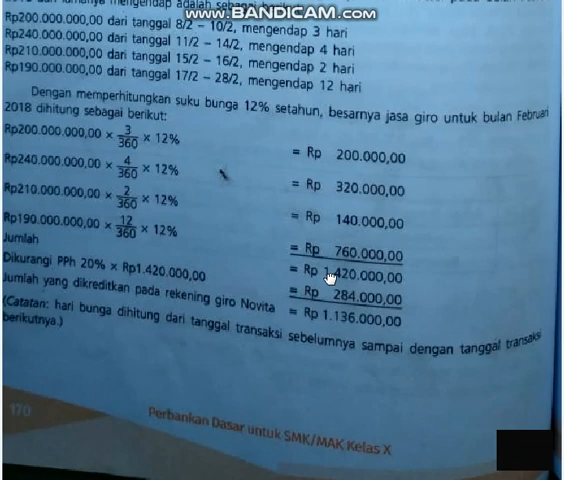 www.BANDICAM.com
mengendap adalah
Rp200.000.000,00 dari tanggal 8/2 – 10/2, mengendap 3 hari
Rp240.000.000,00 dari tanggal 11/2 – 14/2, mengendap 4 hari
Rp210.000.000,00 dari tanggal 15/2 – 16/2, mengendap 2 hari
Rp190.000.000,00 dari tanggal 17/2 – 28/2, mengendap 12 hari
Dengan memperhitungkan suku bunga 12% setahun, besarnya jasa giro untuk bulan Februari
2018 dihitung sebagai berikut:
Rp200.000.000,00 × 3/360 × 12% = Rp 200.000,00
Rp240.000.000,00 × 4/360 × 12% = Rp 320.000,00
Rp210.000.000,00 × 2/360 × 12% = Rp 140.000,00
Rp190.000.000,00 × 12/360 × 12% = Rp 760.000,00
Jumlah = Rp 1.420.000,00
Dikurangi PPh 20% × Rp1.420.000,00 = Rp 284.000,00
Jumlah yang dikreditkan pada rekening giro Novita = Rp 1.136.000,00
(Catatan: hari bunga dihitung dari tanggal transaksi sebelumnya sampai dengan tanggal transaksi
berikutnya.)
170
Perbankan Dasar untuk SMK/MAK Kelas X